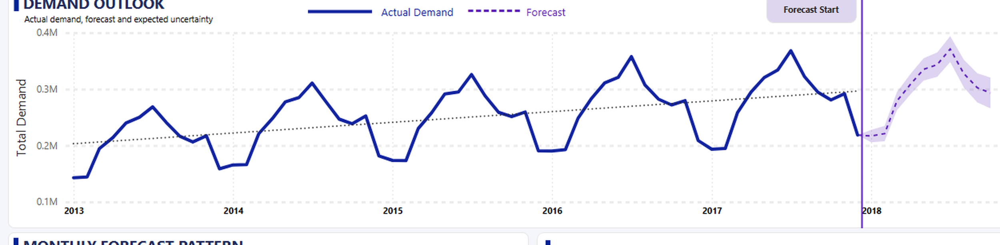 DEMAND OUTLOOK
Actual demand, forecast and expected uncertainty
Actual Demand
Forecast
Forecast Start
0.4M
0.3M
0.2M
0.1M
Total Demand
2013
2014
2015
2016
2017
2018
MONTHLY FORECAST PATTERN